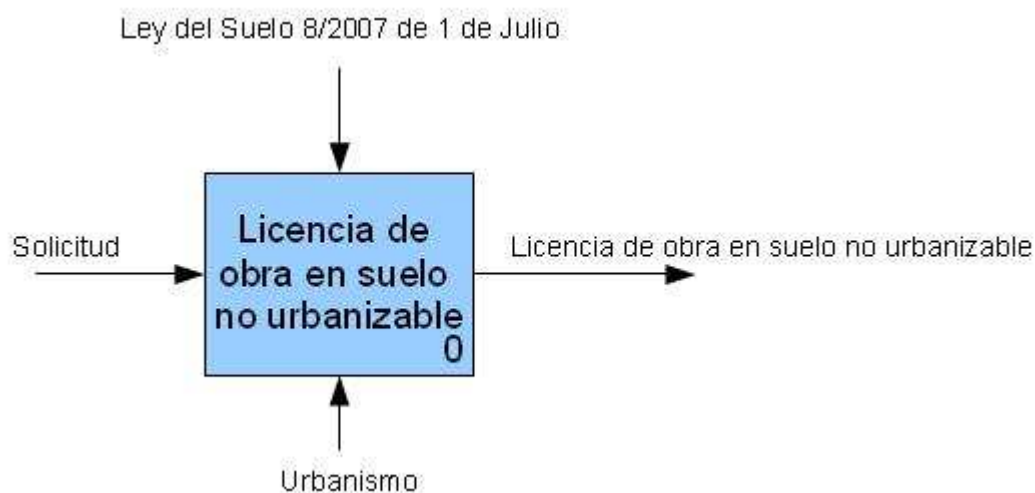 Ley del Suelo 8/2007 de 1 de Julio
Solicitud
Licencia de
obra en suelo
no urbanizable
0
Licencia de obra en suelo no urbanizable
Urbanismo